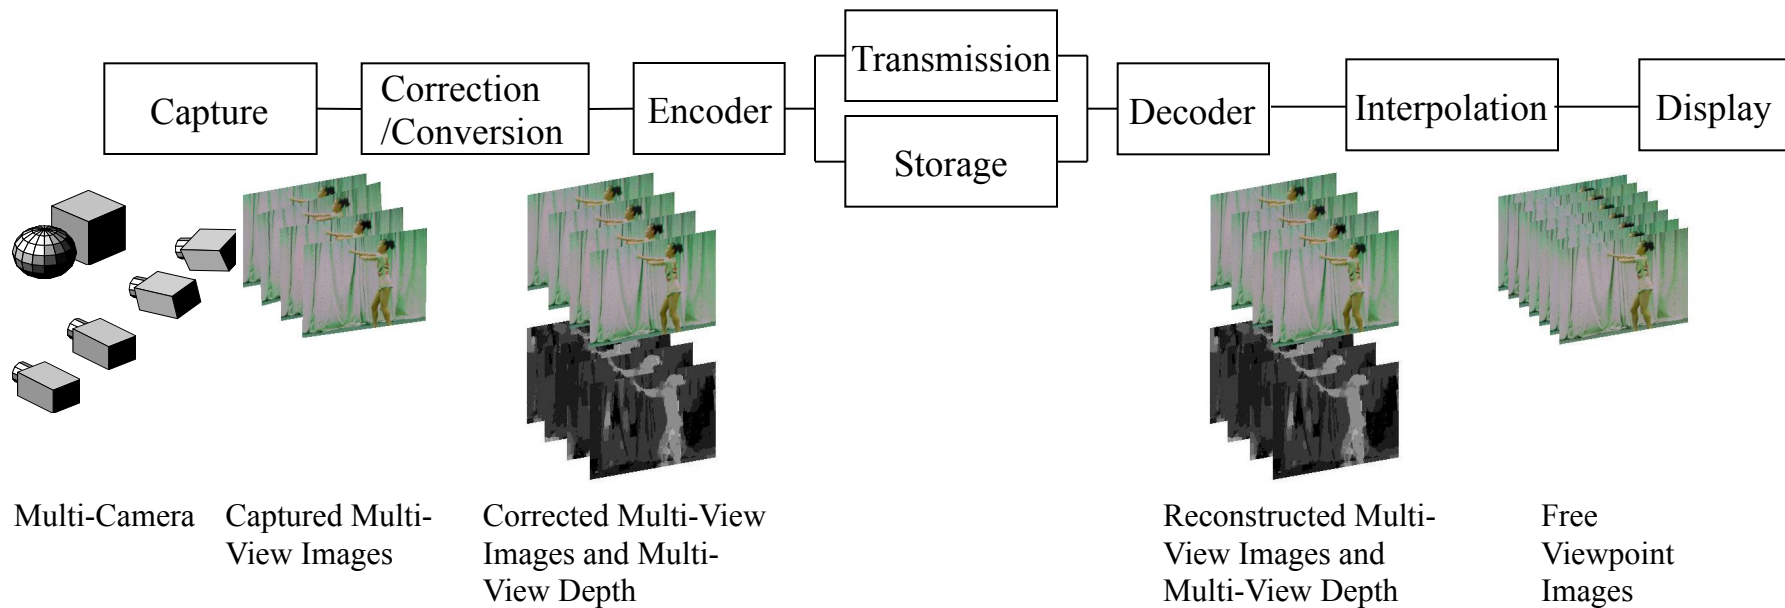 Capture
Correction
/Conversion
Encoder
Transmission
Storage
Decoder
Interpolation
Display
Multi-Camera
Captured Multi-
View Images
Corrected Multi-View
Images and Multi-
View Depth
Reconstructed Multi-
View Images and
Multi-View Depth
Free
Viewpoint
Images